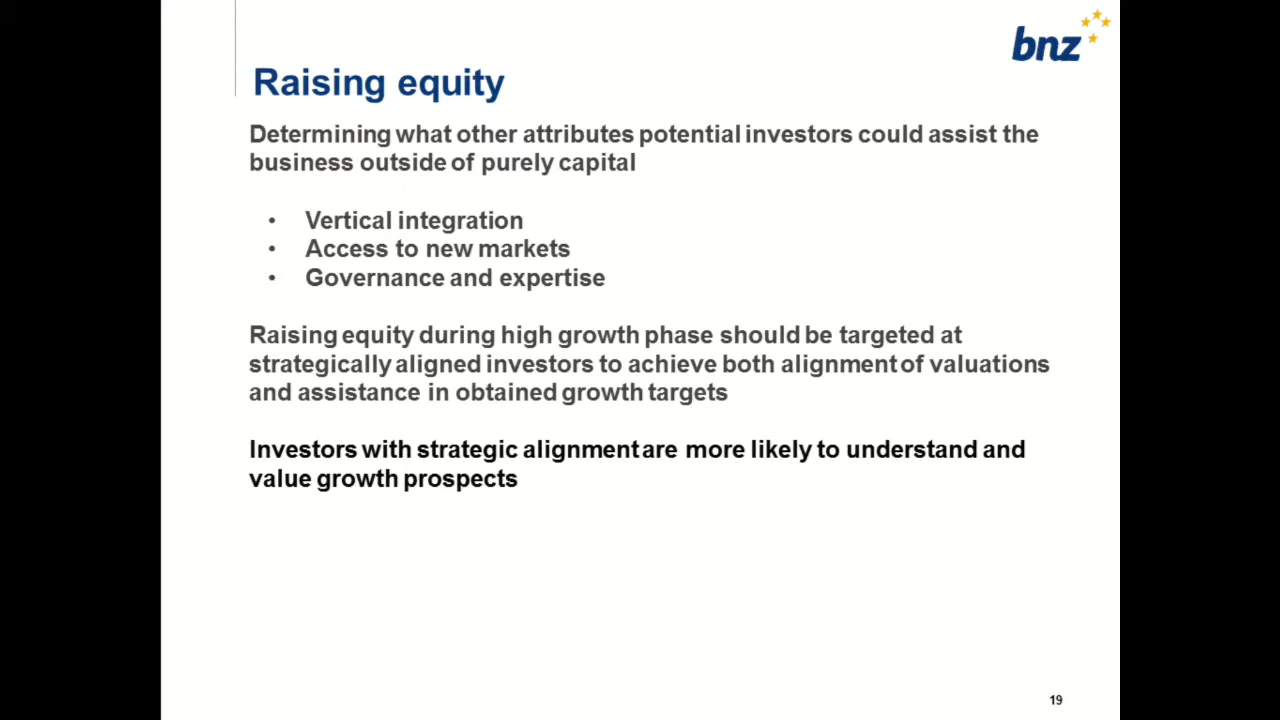 bnz
Raising equity
Determining what other attributes potential investors could assist the
business outside of purely capital
• Vertical integration
• Access to new markets
• Governance and expertise
Raising equity during high growth phase should be targeted at
strategically aligned investors to achieve both alignment of valuations
and assistance in obtained growth targets
Investors with strategic alignment are more likely to understand and
value growth prospects
19